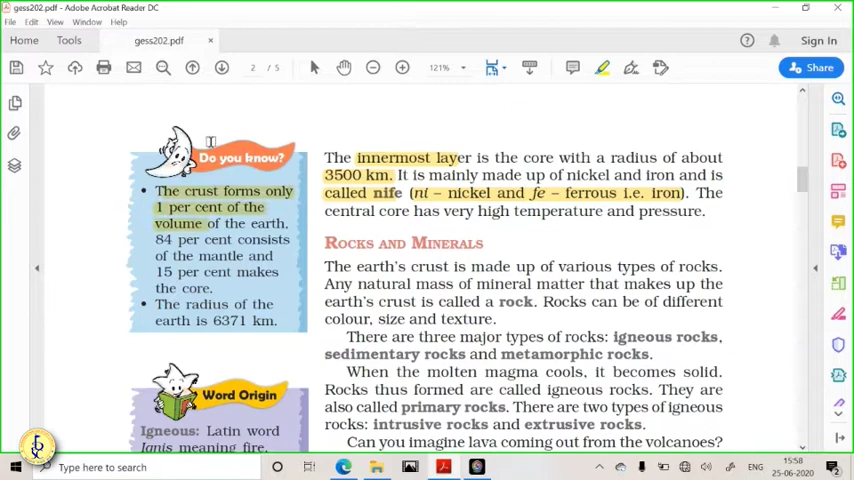 gess202.pdf - Adobe Acrobat Reader DC
File Edit View Window Help
Home Tools gess202.pdf × Sign In
2 / 5 121% Share
Do you know?
• The crust forms only
1 per cent of the
volume of the earth,
84 per cent consists
of the mantle and
15 per cent makes
the core.
• The radius of the
earth is 6371 km.
Word Origin
Igneous: Latin word
Ignis meaning fire.
The innermost layer is the core with a radius of about
3500 km. It is mainly made up of nickel and iron and is
called nife (ni – nickel and fe – ferrous i.e. iron). The
central core has very high temperature and pressure.
ROCKS AND MINERALS
The earth's crust is made up of various types of rocks.
Any natural mass of mineral matter that makes up the
earth's crust is called a rock. Rocks can be of different
colour, size and texture.
There are three major types of rocks: igneous rocks,
sedimentary rocks and metamorphic rocks.
When the molten magma cools, it becomes solid.
Rocks thus formed are called igneous rocks. They are
also called primary rocks. There are two types of igneous
rocks: intrusive rocks and extrusive rocks.
Can you imagine lava coming out from the volcanoes?
Type here to search
ENG
15:58
25-06-2020
2